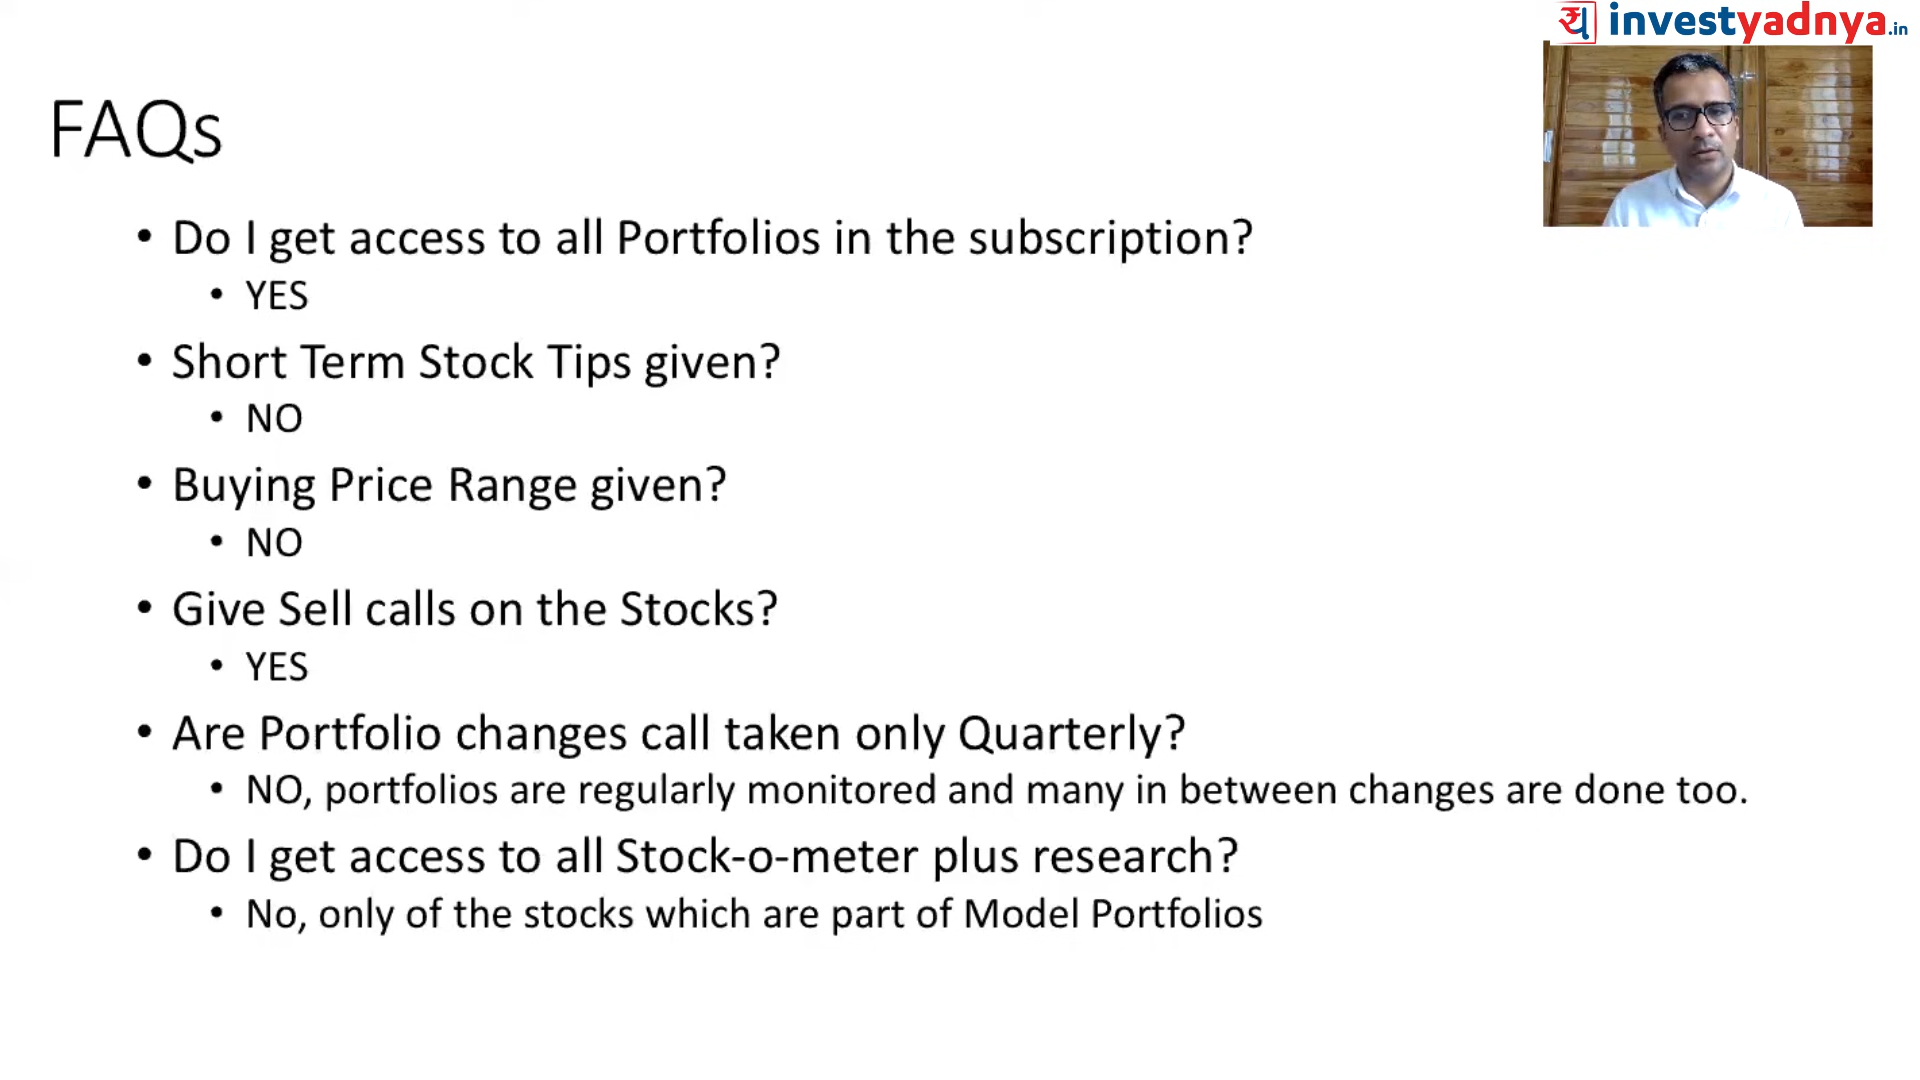 investyadnya.in
FAQs
• Do I get access to all Portfolios in the subscription?
• YES
• Short Term Stock Tips given?
• NO
• Buying Price Range given?
• NO
• Give Sell calls on the Stocks?
• YES
• Are Portfolio changes call taken only Quarterly?
• NO, portfolios are regularly monitored and many in between changes are done too.
• Do I get access to all Stock-o-meter plus research?
• No, only of the stocks which are part of Model Portfolios